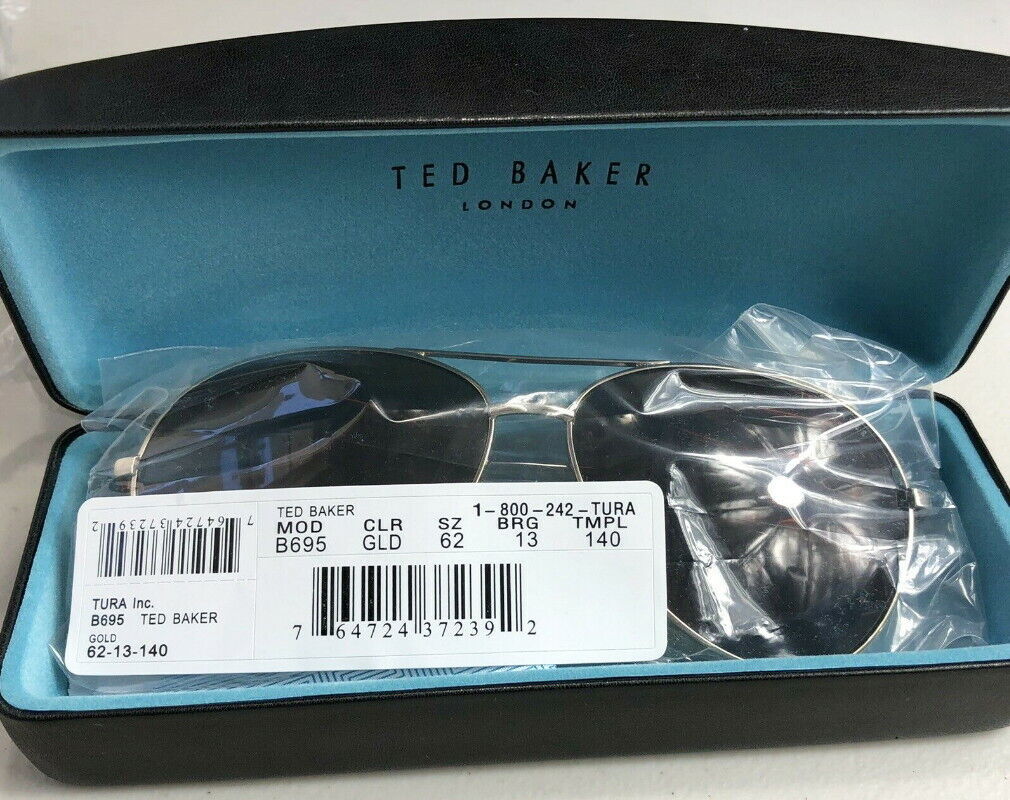 TED BAKER
LONDON
TED BAKER 1-800-242-TURA
MOD CLR SZ BRG TMPL
B695 GLD 62 13 140
7 64724 37239 2
7 64724 37239 2
TURA Inc.
B695 TED BAKER
GOLD
62-13-140